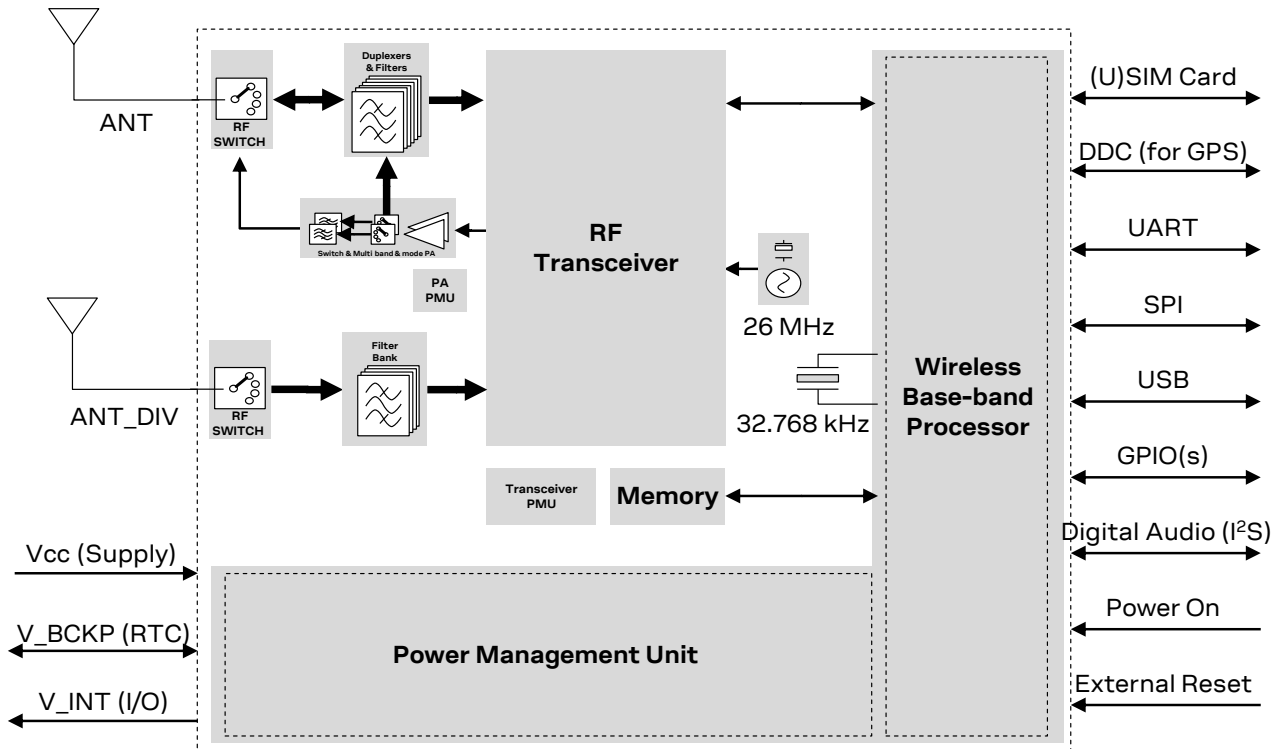 ANT
RF
SWITCH
Duplexers
& Filters
Switch & Multi band & mode PA
PA
PMU
RF
Transceiver
26 MHz
32.768 kHz
ANT_DIV
RF
SWITCH
Filter
Bank
Transceiver
PMU
Memory
Wireless
Base-band
Processor
Power Management Unit
Vcc (Supply)
V_BCKP (RTC)
V_INT (I/O)
(U)SIM Card
DDC (for GPS)
UART
SPI
USB
GPIO(s)
Digital Audio (I²S)
Power On
External Reset